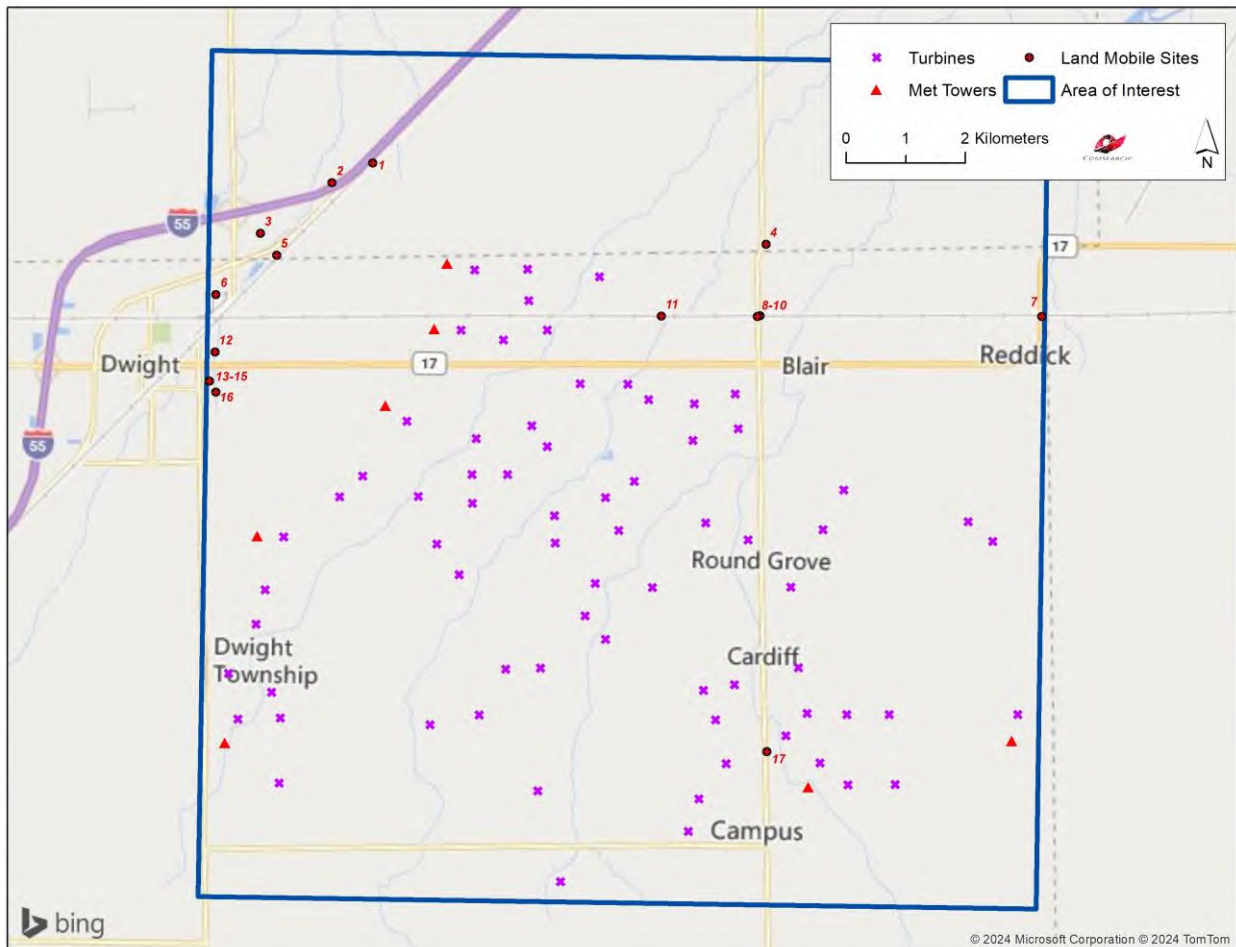 Turbines
Land Mobile Sites
Met Towers
Area of Interest
0 1 2 Kilometers
COMSEARCH
N
1
2
55
3
4
5
17
6
11
8-10
7
12
Dwight
17
Blair
Reddick
13-15
16
55
Round Grove
Dwight
Township
Cardiff
17
Campus
bing
© 2024 Microsoft Corporation © 2024 TomTom